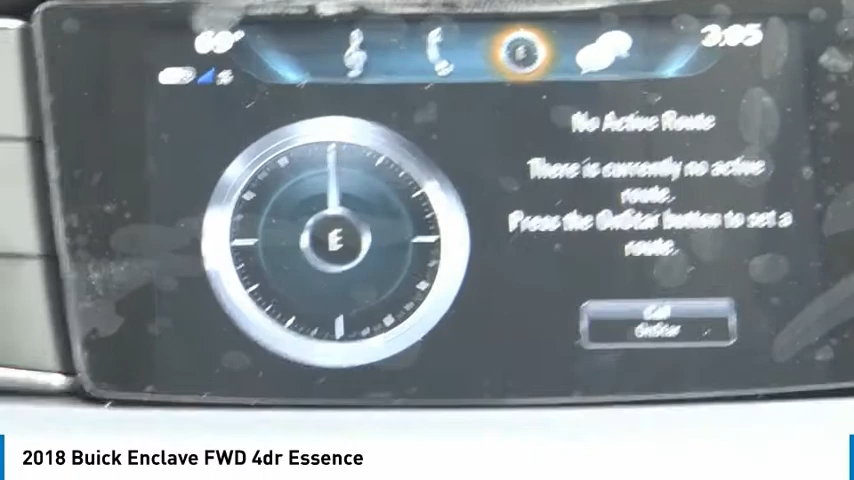 69°
3:05
E
No Active Route
There is currently no active
route.
Press the OnStar button to set a
route.
E
Call
OnStar
2018 Buick Enclave FWD 4dr Essence